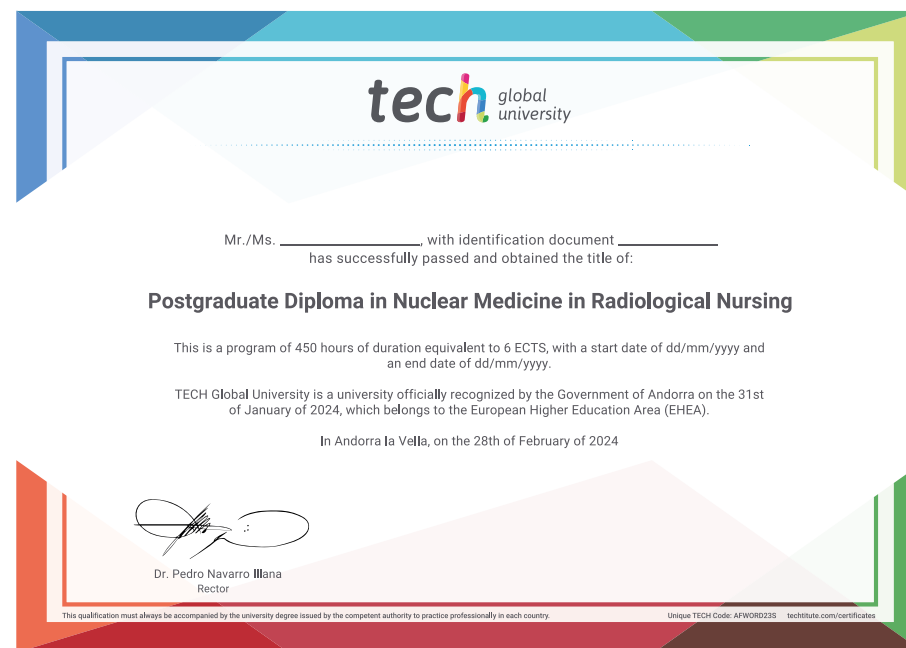 tech global
university
Mr./Ms. ____________________, with identification document ______________
has successfully passed and obtained the title of:
Postgraduate Diploma in Nuclear Medicine in Radiological Nursing
This is a program of 450 hours of duration equivalent to 6 ECTS, with a start date of dd/mm/yyyy and
an end date of dd/mm/yyyy.
TECH Global University is a university officially recognized by the Government of Andorra on the 31st
of January of 2024, which belongs to the European Higher Education Area (EHEA).
In Andorra la Vella, on the 28th of February of 2024
Dr. Pedro Navarro Illana
Rector
This qualification must always be accompanied by the university degree issued by the competent authority to practice professionally in each country.
Unique TECH Code: AFWORD23S techtitute.com/certificates